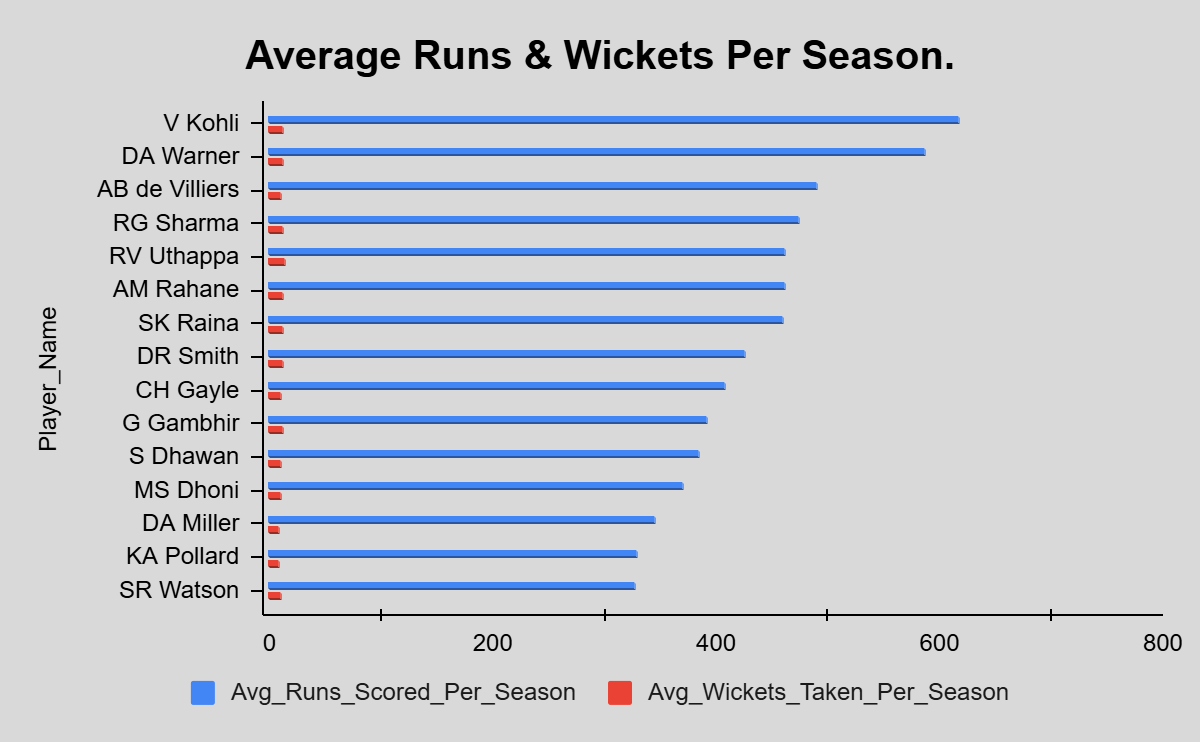 Average Runs & Wickets Per Season.
Player_Name
V Kohli
DA Warner
AB de Villiers
RG Sharma
RV Uthappa
AM Rahane
SK Raina
DR Smith
CH Gayle
G Gambhir
S Dhawan
MS Dhoni
DA Miller
KA Pollard
SR Watson
0 200 400 600 800
Avg_Runs_Scored_Per_Season Avg_Wickets_Taken_Per_Season